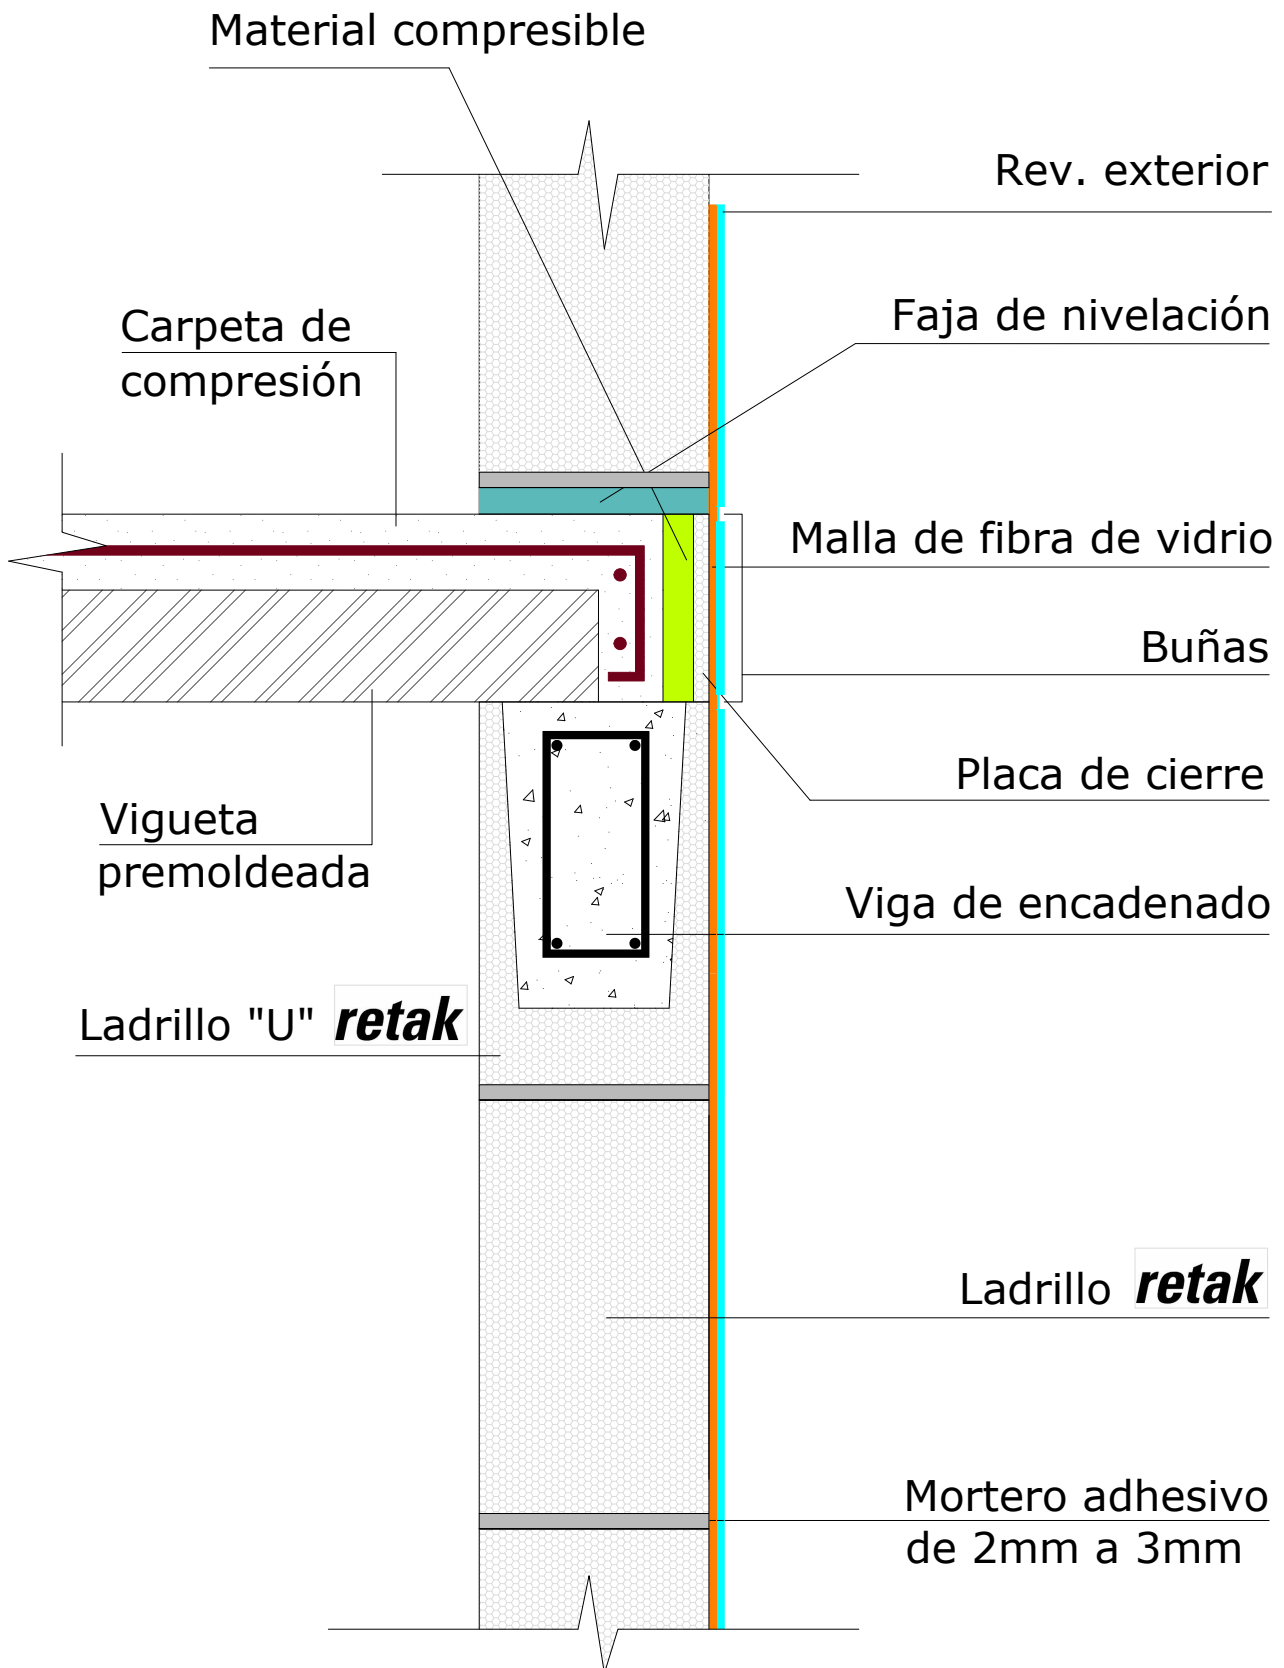 Material compresible
Rev. exterior
Faja de nivelación
Carpeta de
compresión
Malla de fibra de vidrio
Buñas
Placa de cierre
Vigueta
premoldeada
Viga de encadenado
Ladrillo "U" retak
Ladrillo retak
Mortero adhesivo
de 2mm a 3mm